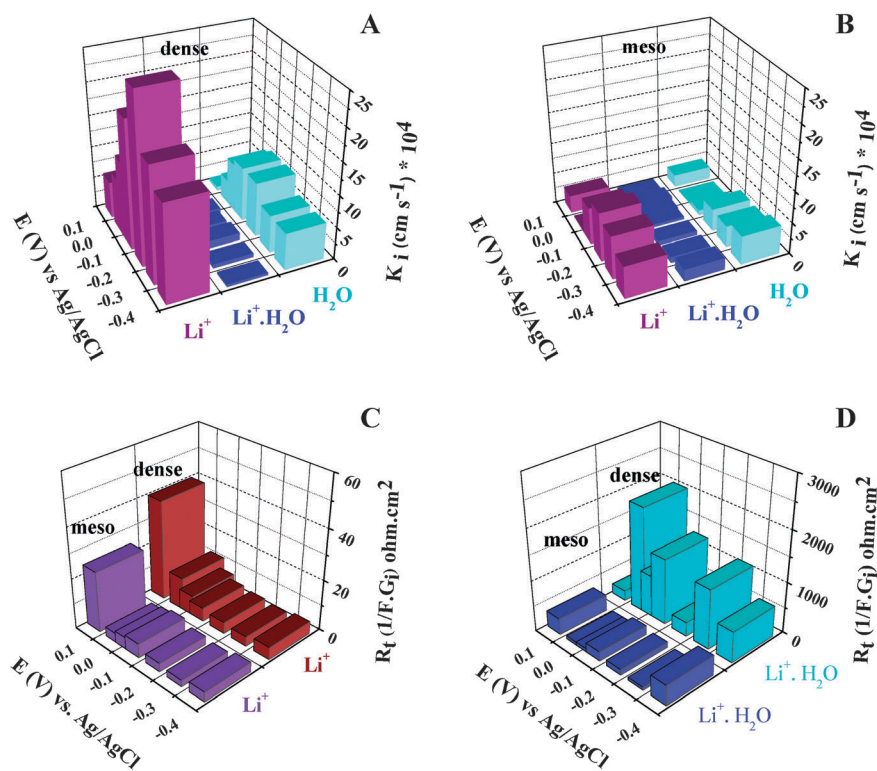 A
dense
25
20
15
10
5
0
K i (cm s-1) * 10^4
0.1
0.0
-0.1
-0.2
-0.3
-0.4
E (V) vs Ag/AgCl
Li+
Li+.H2O
H2O
B
meso
25
20
15
10
5
0
K i (cm s-1) * 10^4
0.1
0.0
-0.1
-0.2
-0.3
-0.4
E (V) vs Ag/AgCl
Li+
Li+.H2O
H2O
C
dense
meso
60
40
20
0
Rt (1/F.Gi) ohm.cm2
0.1
0.0
-0.1
-0.2
-0.3
-0.4
E (V) vs. Ag/AgCl
Li+
Li+
D
dense
meso
3000
2000
1000
0
Rt (1/F.Gi) ohm.cm2
0.1
0.0
-0.1
-0.2
-0.3
-0.4
E (V) vs Ag/AgCl
Li+. H2O
Li+. H2O